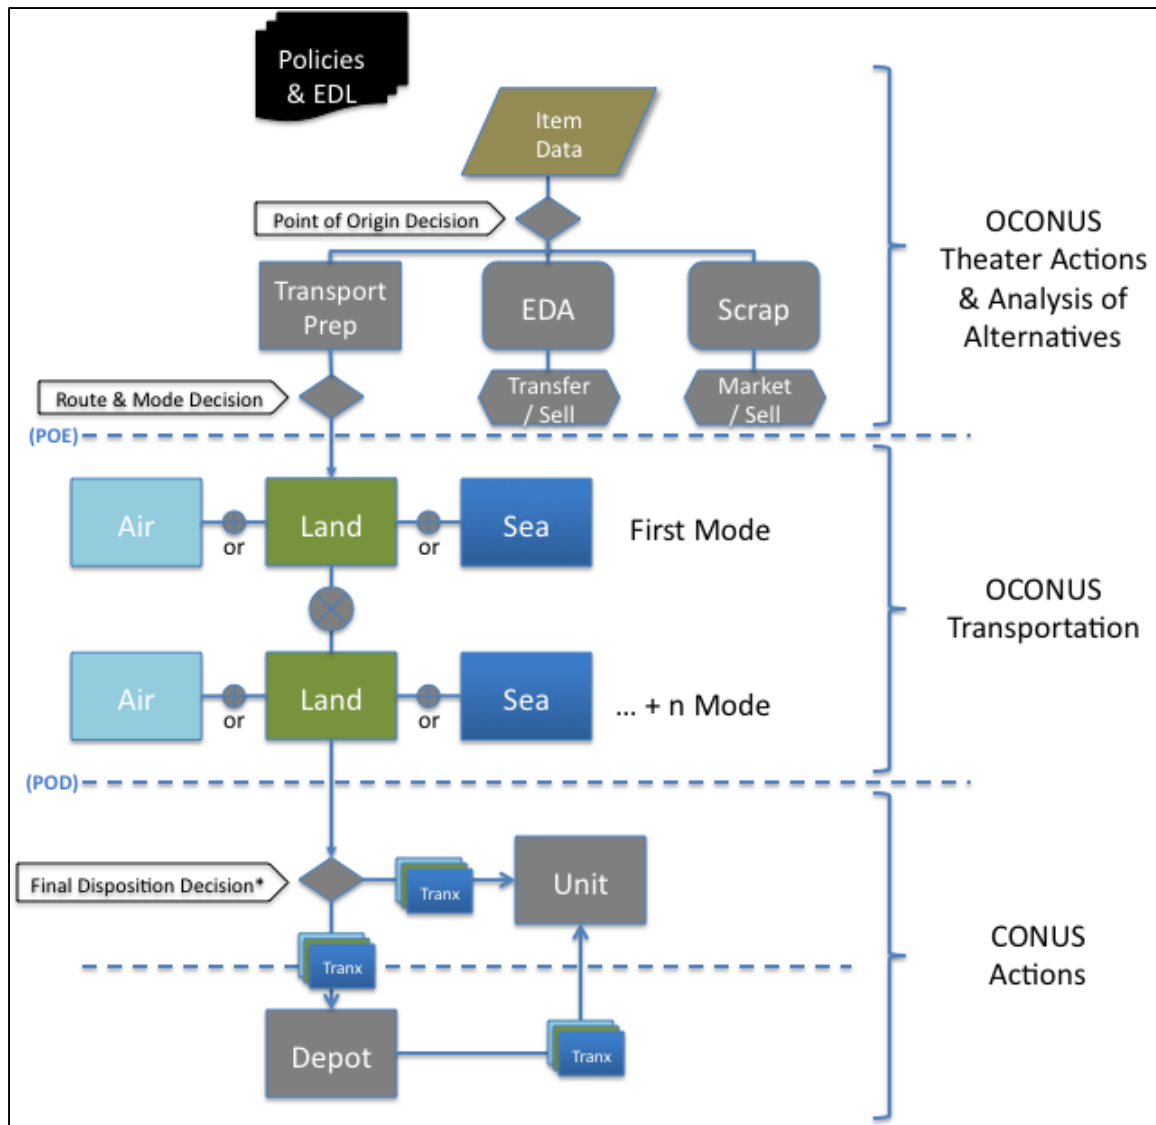 Policies
& EDL
Item
Data
Point of Origin Decision
OCONUS
Theater Actions
& Analysis of
Alternatives
Transport
Prep
EDA
Scrap
Transfer
/ Sell
Market
/ Sell
Route & Mode Decision
(POE)
Air
or
Land
or
Sea
First Mode
OCONUS
Transportation
Air
or
Land
or
Sea
... + n Mode
(POD)
Final Disposition Decision*
Tranx
Unit
Tranx
CONUS
Actions
Depot
Tranx